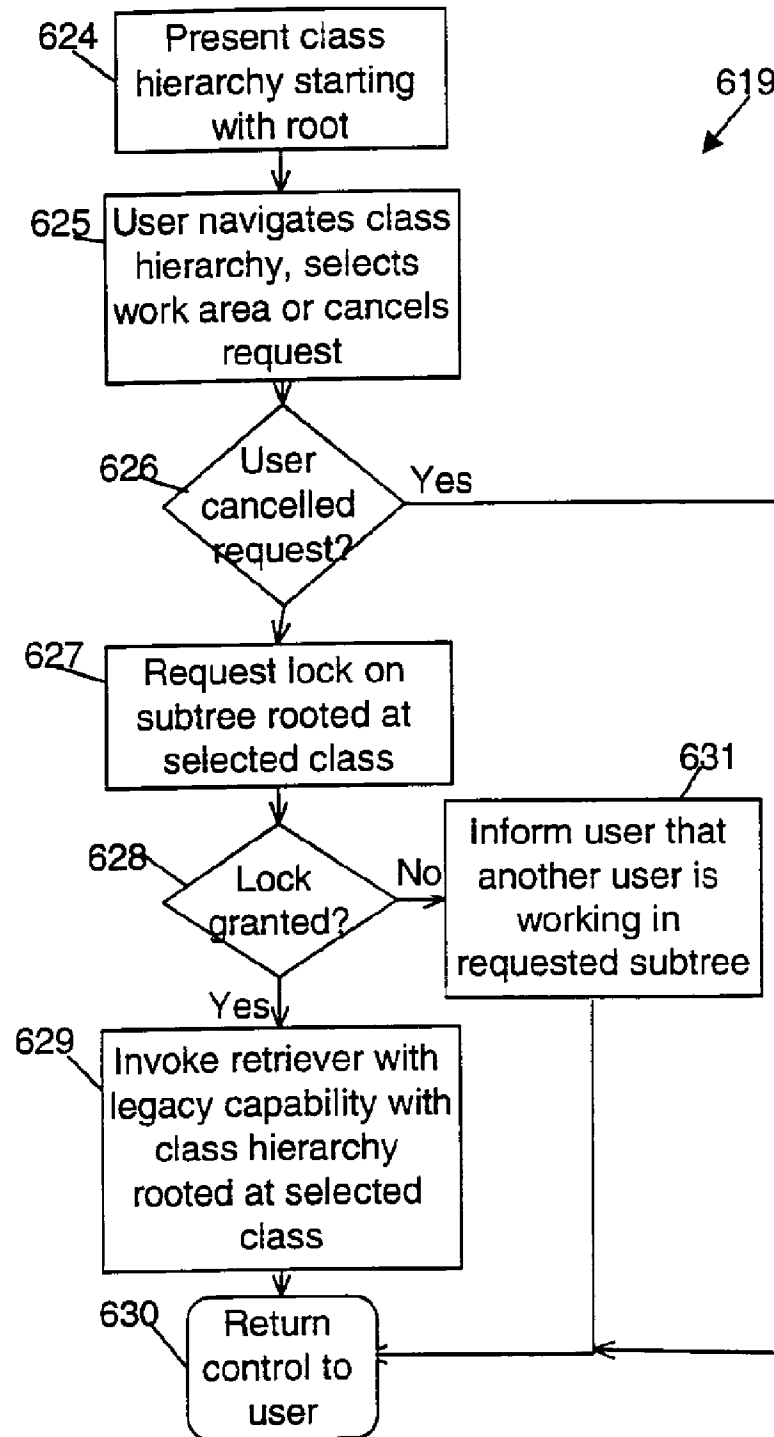 624
Present class
hierarchy starting
with root
619
625
User navigates class
hierarchy, selects
work area or cancels
request
626
User
cancelled
request?
Yes
627
Request lock on
subtree rooted at
selected class
631
Inform user that
another user is
working in
requested subtree
628
Lock
granted?
No
Yes
629
Invoke retriever with
legacy capability with
class hierarchy
rooted at selected
class
630
Return
control to
user